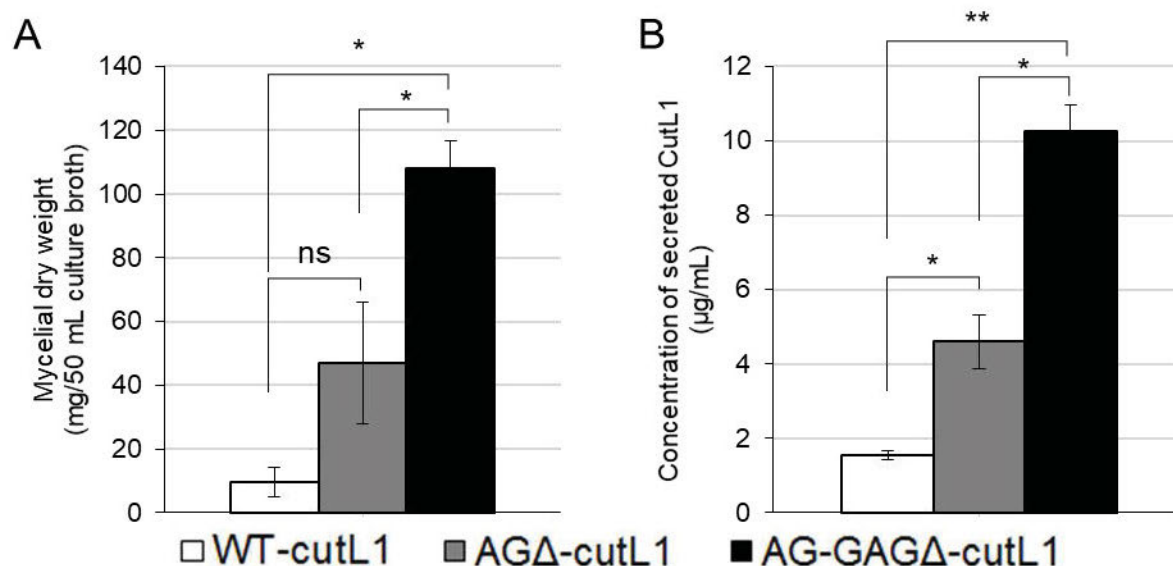 A
Mycelial dry weight
(mg/50 mL culture broth)
140
120
100
80
60
40
20
0
*
*
ns
B
Concentration of secreted CutL1
(µg/mL)
12
10
8
6
4
2
0
**
*
*
WT-cutL1 AGΔ-cutL1 AG-GAGΔ-cutL1